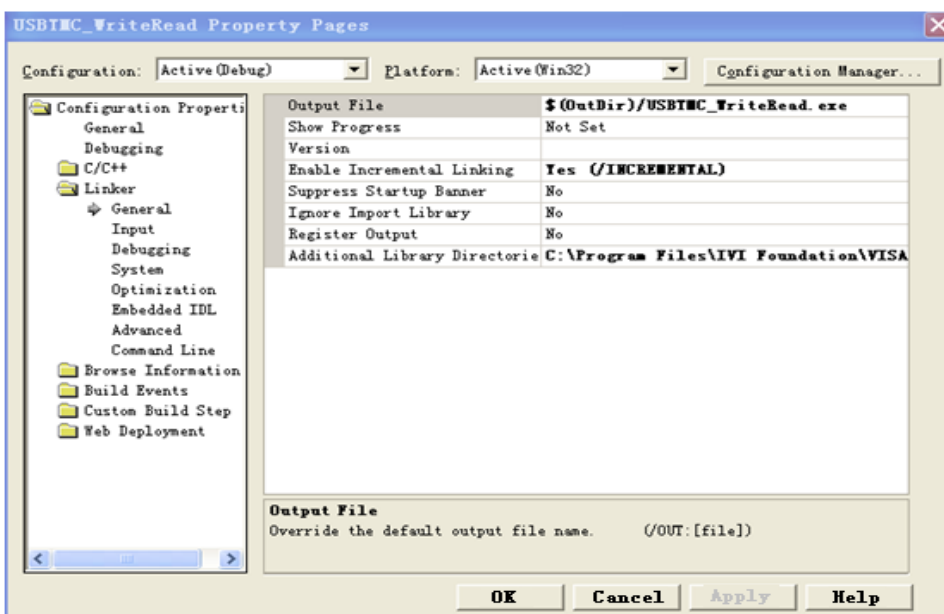 USBTMC_WriteRead Property Pages
Configuration: Active(Debug) Platform: Active(Win32) Configuration Manager...
Configuration Properti
General
Debugging
C/C++
Linker
General
Input
Debugging
System
Optimization
Embedded IDL
Advanced
Command Line
Browse Information
Build Events
Custom Build Step
Web Deployment
Output File $(OutDir)/USBTMC_WriteRead.exe
Show Progress Not Set
Version
Enable Incremental Linking Yes (/INCREMENTAL)
Suppress Startup Banner No
Ignore Import Library No
Register Output No
Additional Library Directorie C:\Program Files\IVI Foundation\VISA
Output File
Override the default output file name. (/OUT:[file])
OK Cancel Apply Help